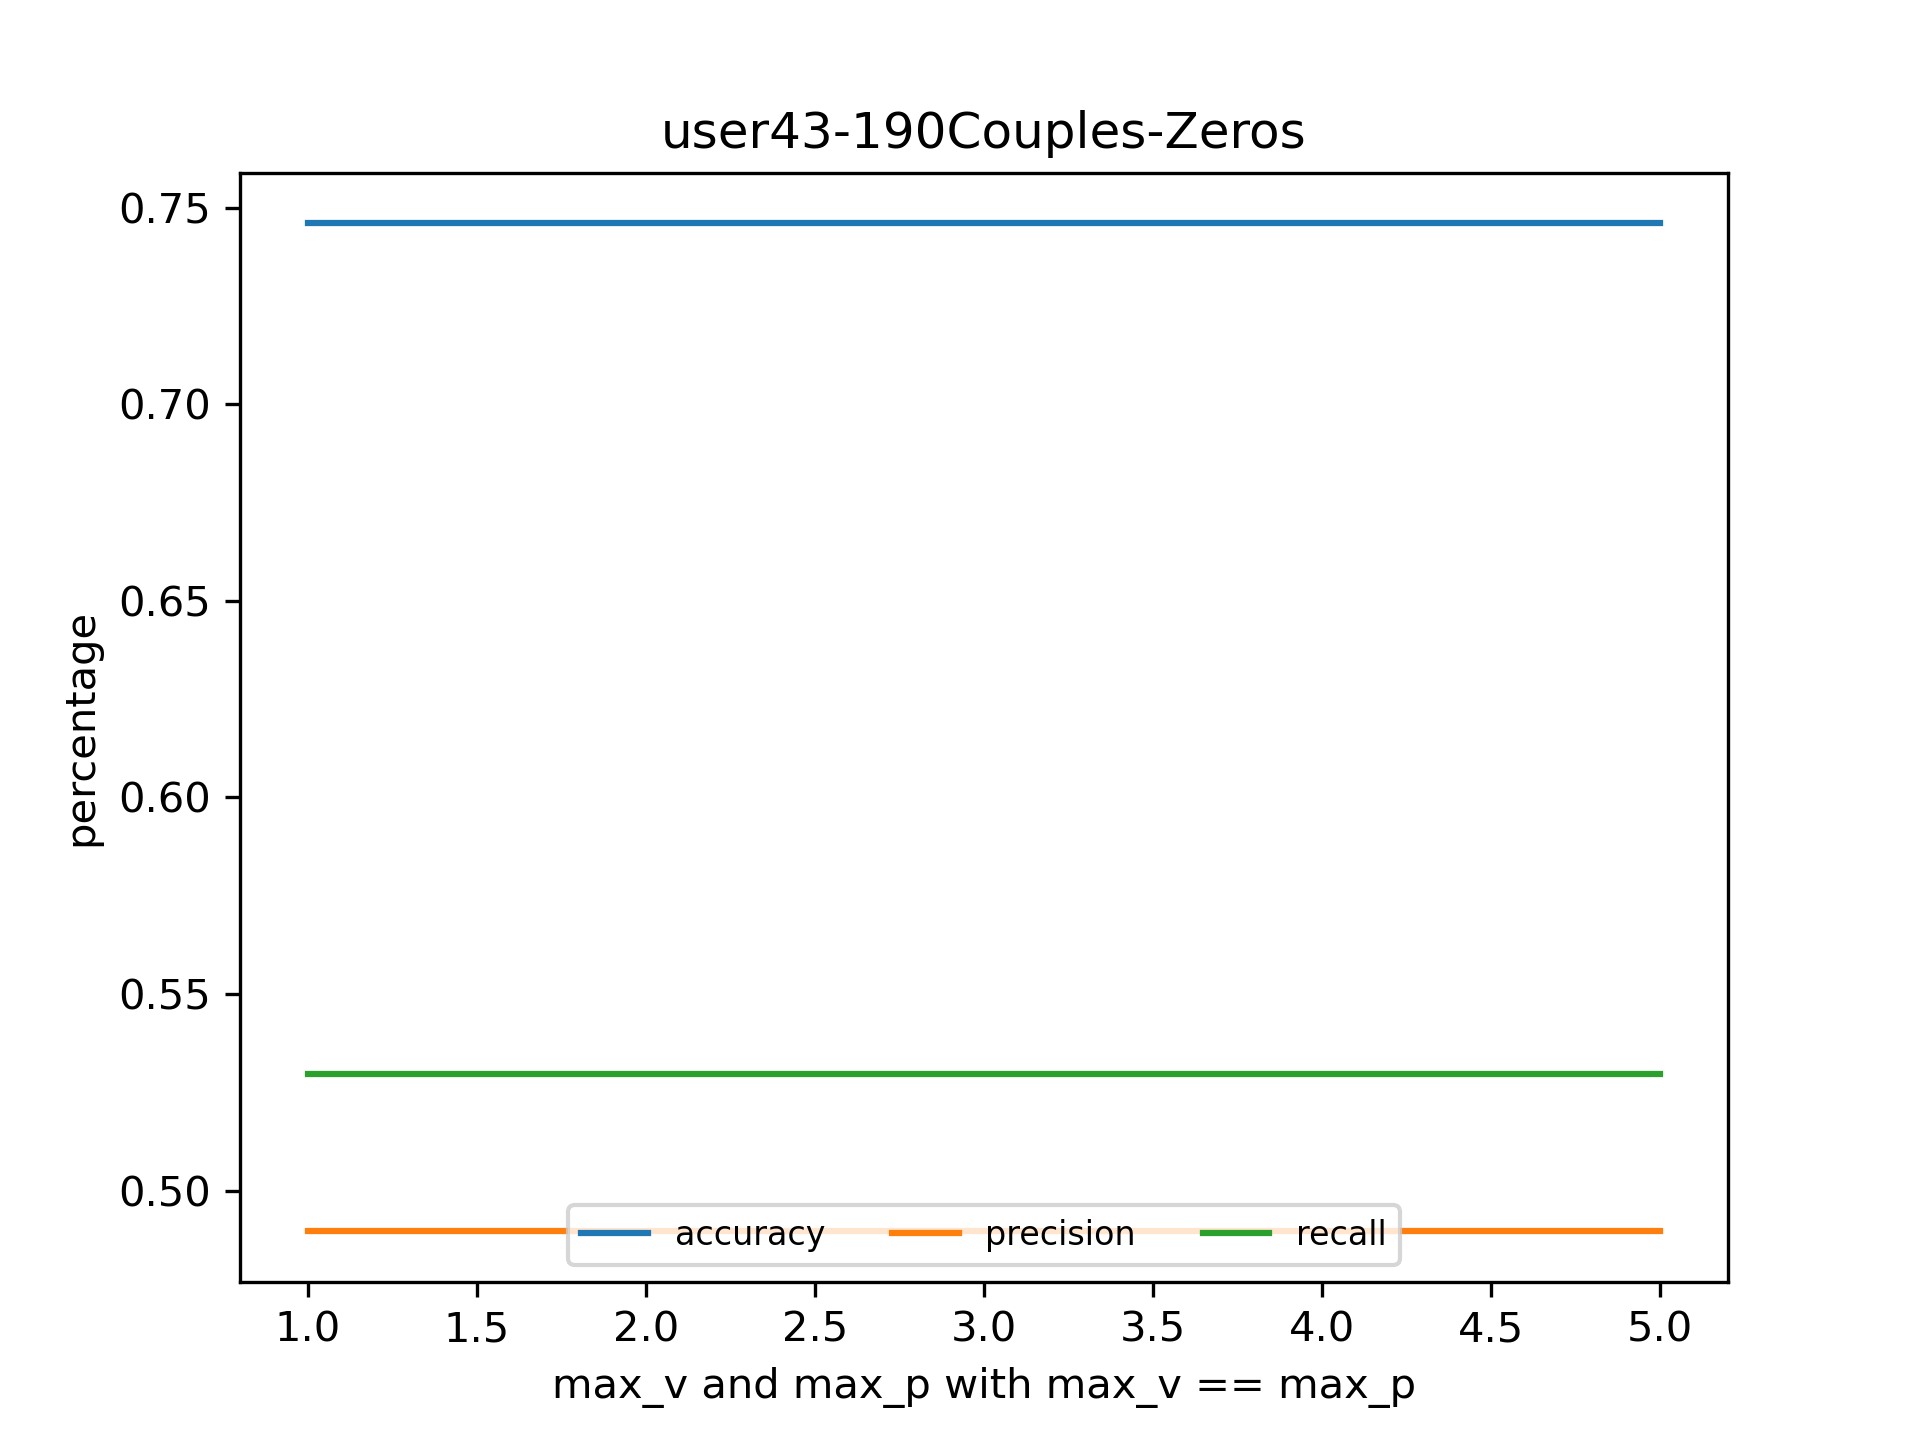 user43-190Couples-Zeros
percentage
0.75
0.70
0.65
0.60
0.55
0.50
accuracy precision recall
1.0 1.5 2.0 2.5 3.0 3.5 4.0 4.5 5.0
max_v and max_p with max_v == max_p